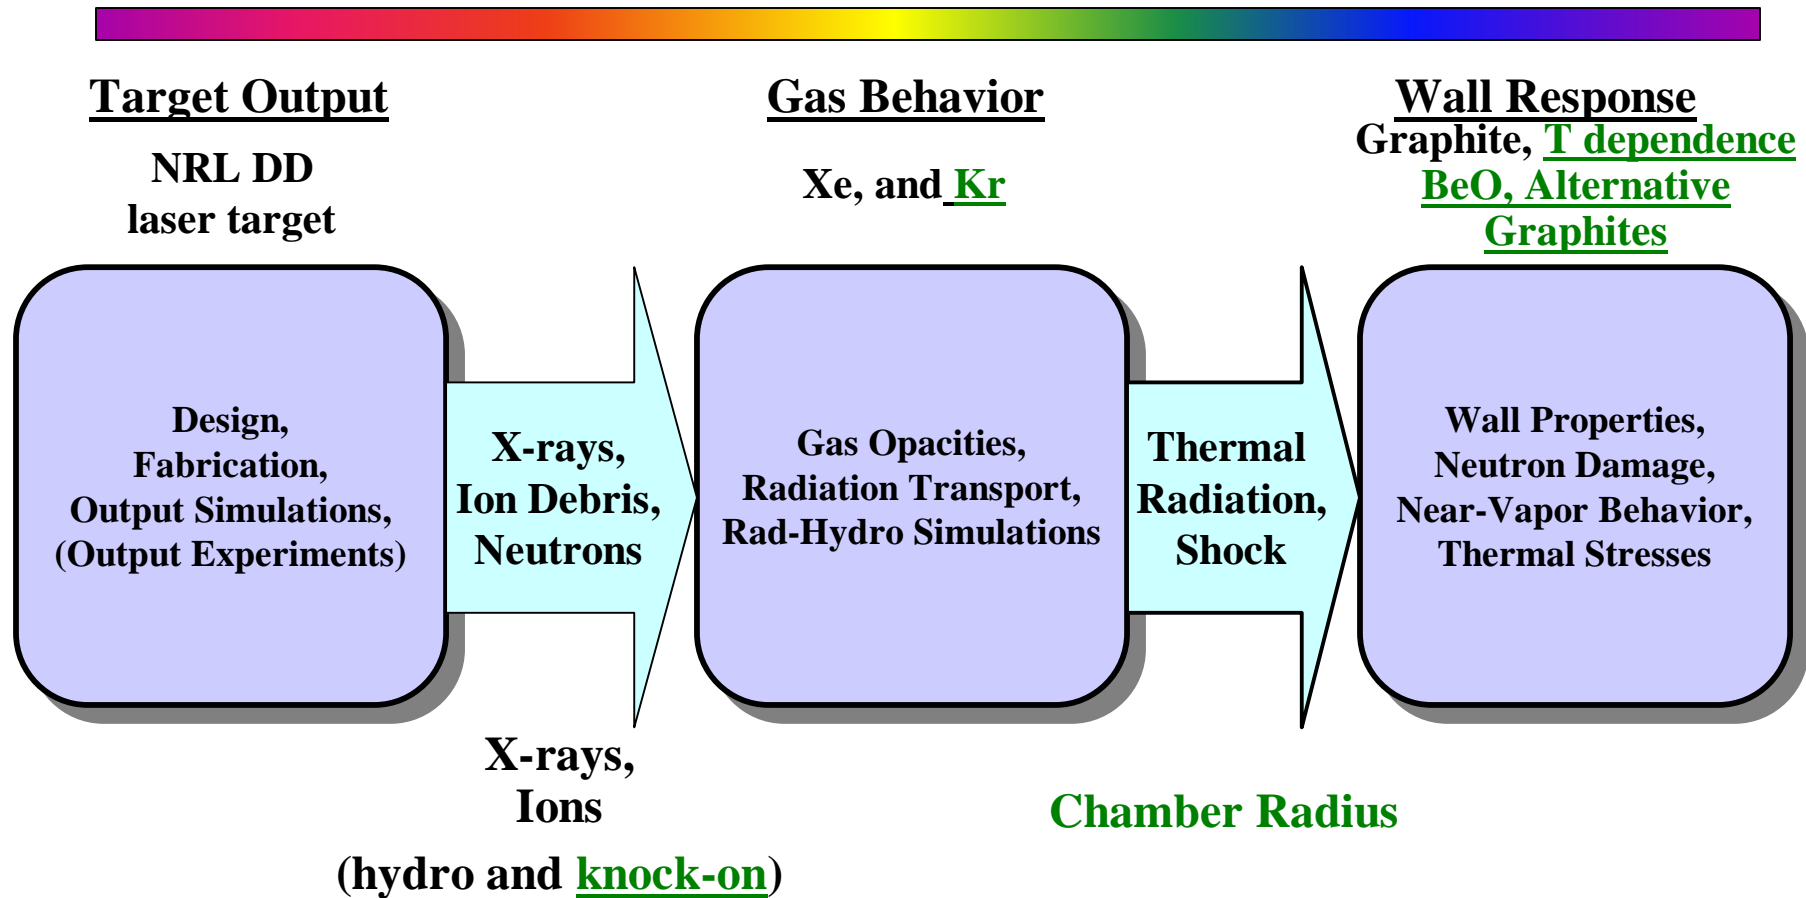 Target Output
NRL DD
laser target
Design,
Fabrication,
Output Simulations,
(Output Experiments)
X-rays,
Ion Debris,
Neutrons
X-rays,
Ions
(hydro and knock-on)
Gas Behavior
Xe, and Kr
Gas Opacities,
Radiation Transport,
Rad-Hydro Simulations
Thermal
Radiation,
Shock
Chamber Radius
Wall Response
Graphite, T dependence
BeO, Alternative
Graphites
Wall Properties,
Neutron Damage,
Near-Vapor Behavior,
Thermal Stresses